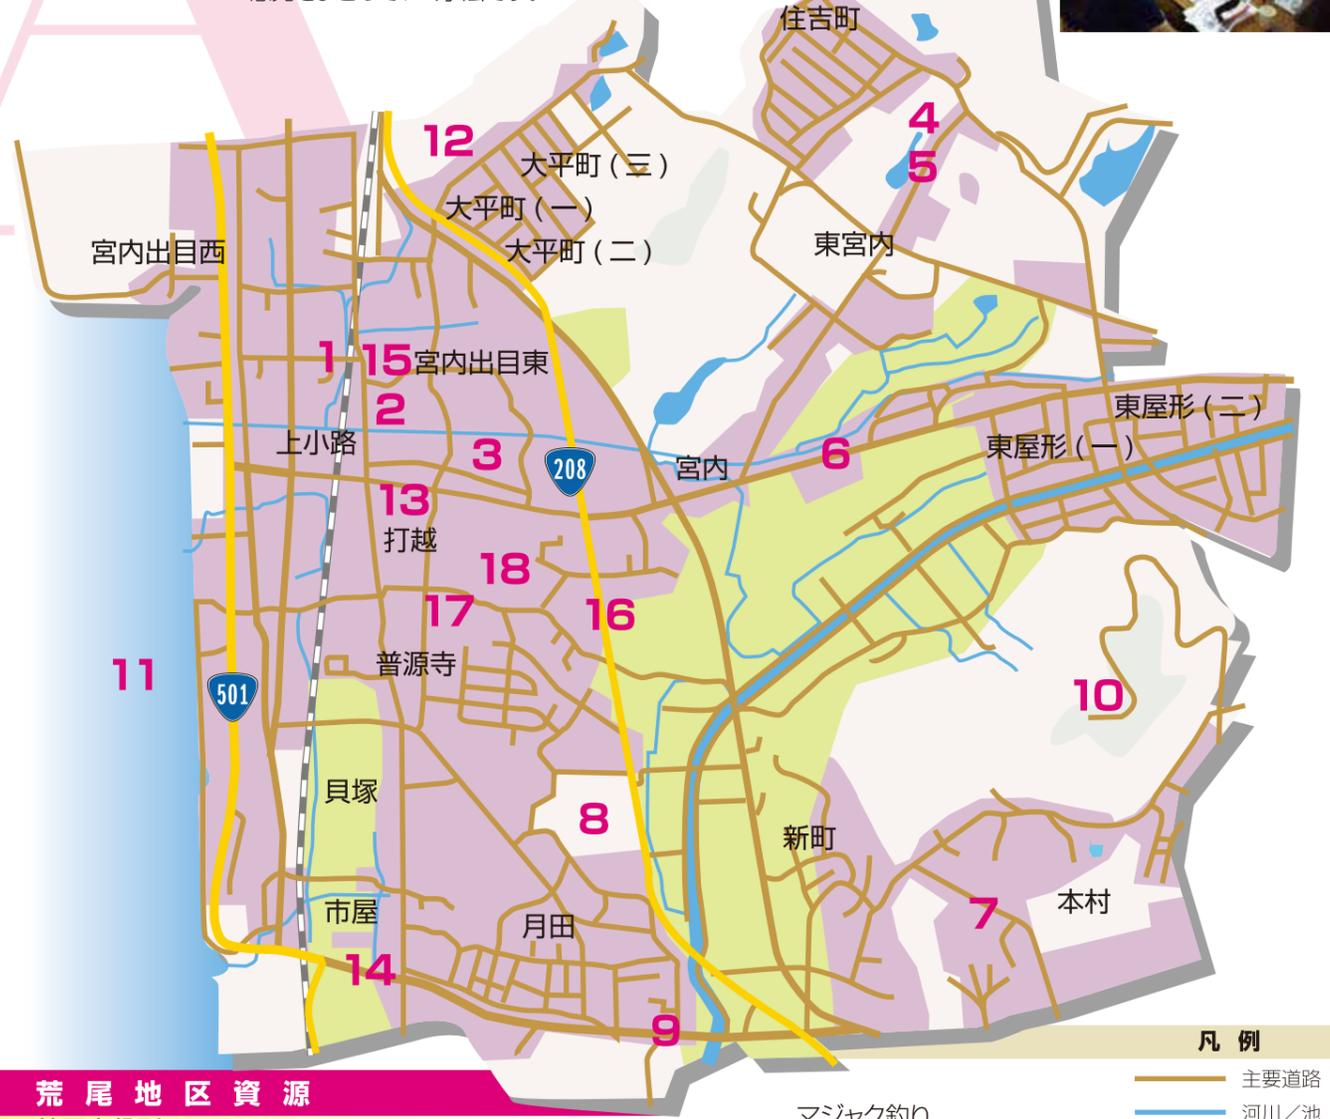 住吉町
4
12
5
大平町(三)
大平町(一)
東宮内
宮内出目西
大平町(二)
1
15
宮内出目東
2
東屋形(二)
上小路
3
6
東屋形(一)
208
宮内
13
打越
18
17
16
普源寺
11
501
10
貝塚
8
新町
市屋
月田
7
本村
14
9
凡例
荒尾地区資源
主要道路
マジャク釣り
河川/池